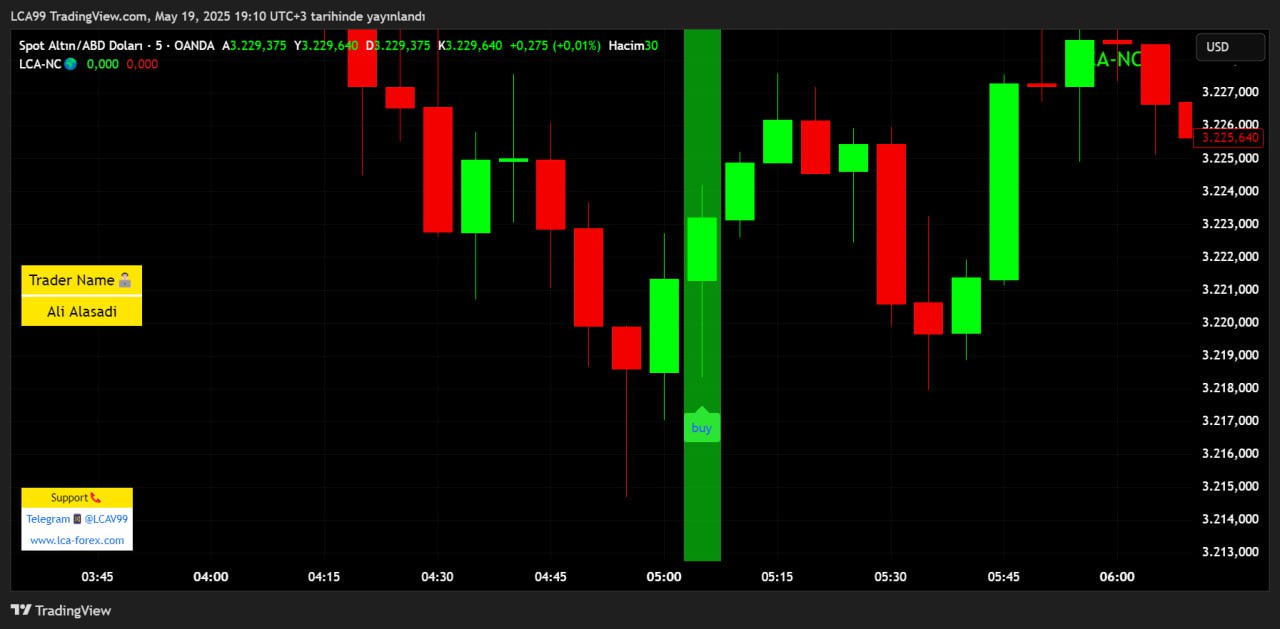 LCA99 TradingView.com, May 19, 2025 19:10 UTC+3 tarihinde yayınlandı
Spot Altın/ABD Doları · 5 · OANDA A3.229,375 Y3.229,640 D3.229,375 K3.229,640 +0,275 (+0,01%) Hacim30
LCA-NC🌍 0,000 0,000
USD
LCA-NC
3.227,000
3.226,000
3.225,640
3.225,000
3.224,000
3.223,000
3.222,000
3.221,000
3.220,000
3.219,000
3.218,000
3.217,000
3.216,000
3.215,000
3.214,000
3.213,000
Trader Name
Ali Alasadi
buy
Support📞
Telegram @LCAV99
www.lca-forex.com
03:45 04:00 04:15 04:30 04:45 05:00 05:15 05:30 05:45 06:00
TradingView